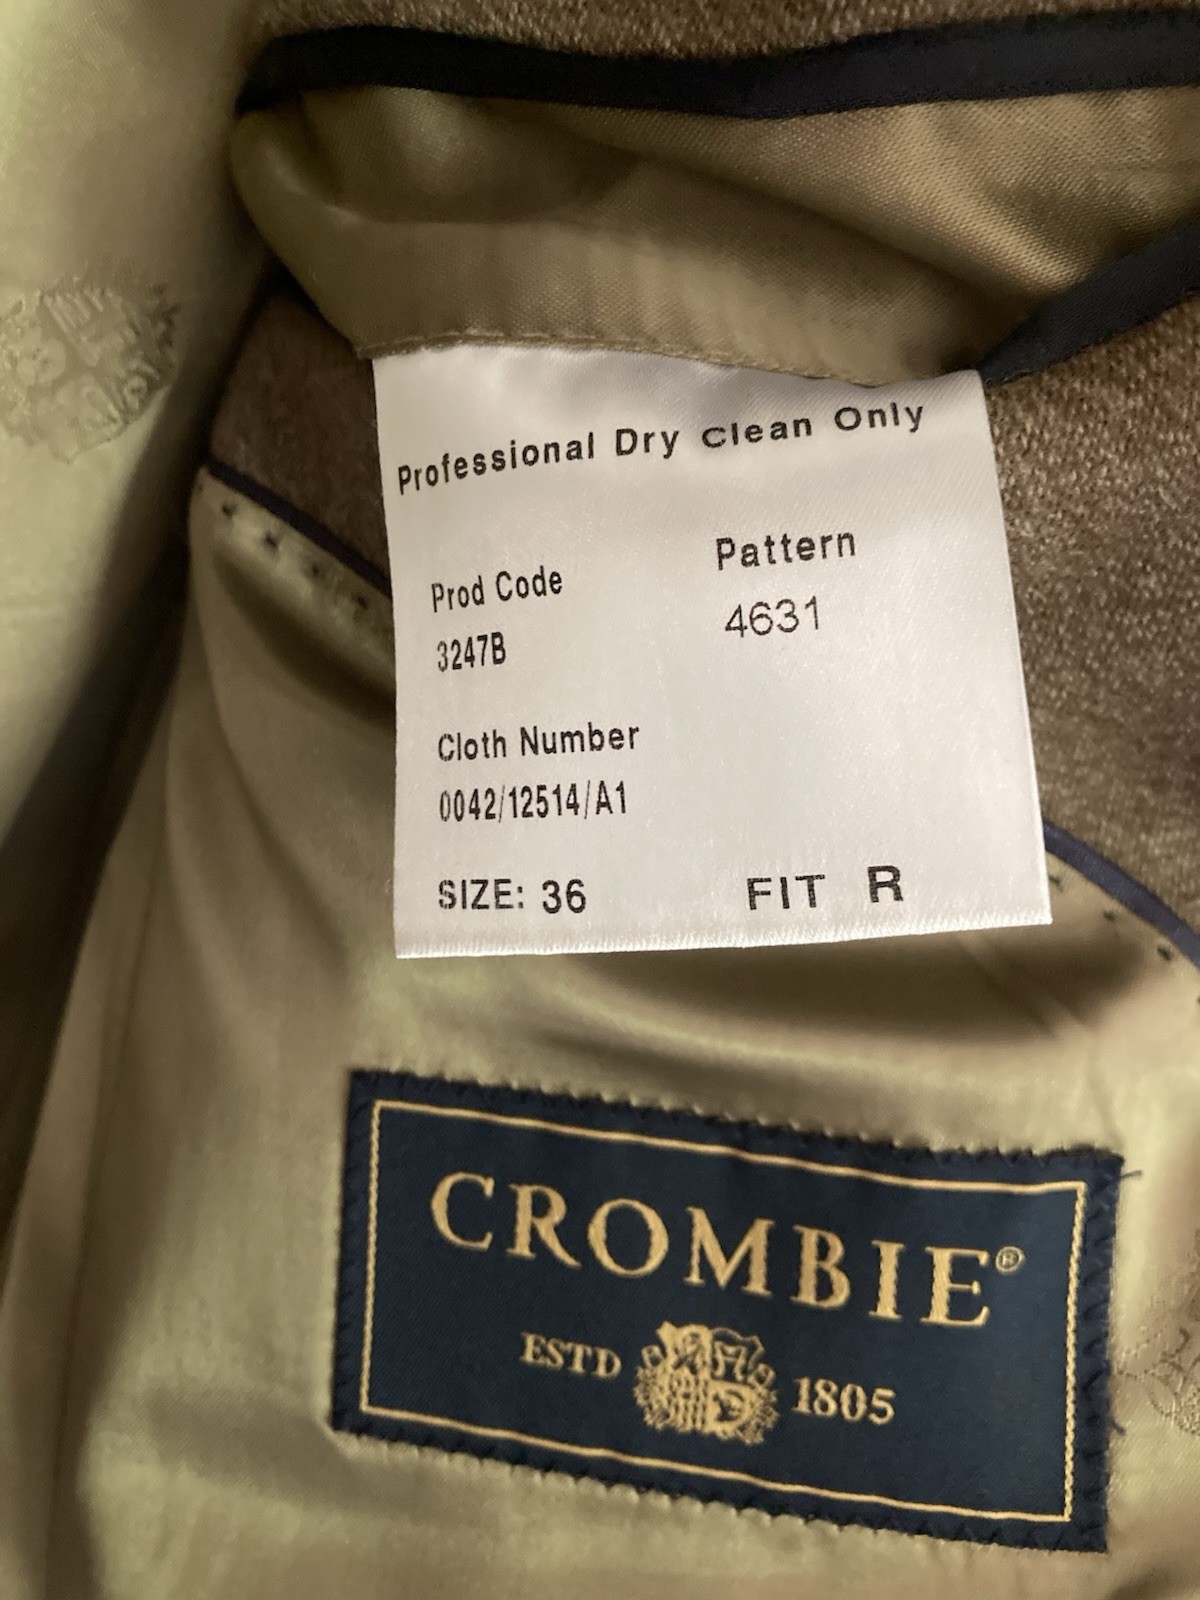 Professional Dry Clean Only
Prod Code
Pattern
3247B
4631
Cloth Number
0042/12514/A1
SIZE: 36
FIT R
CROMBIE®
ESTD 1805